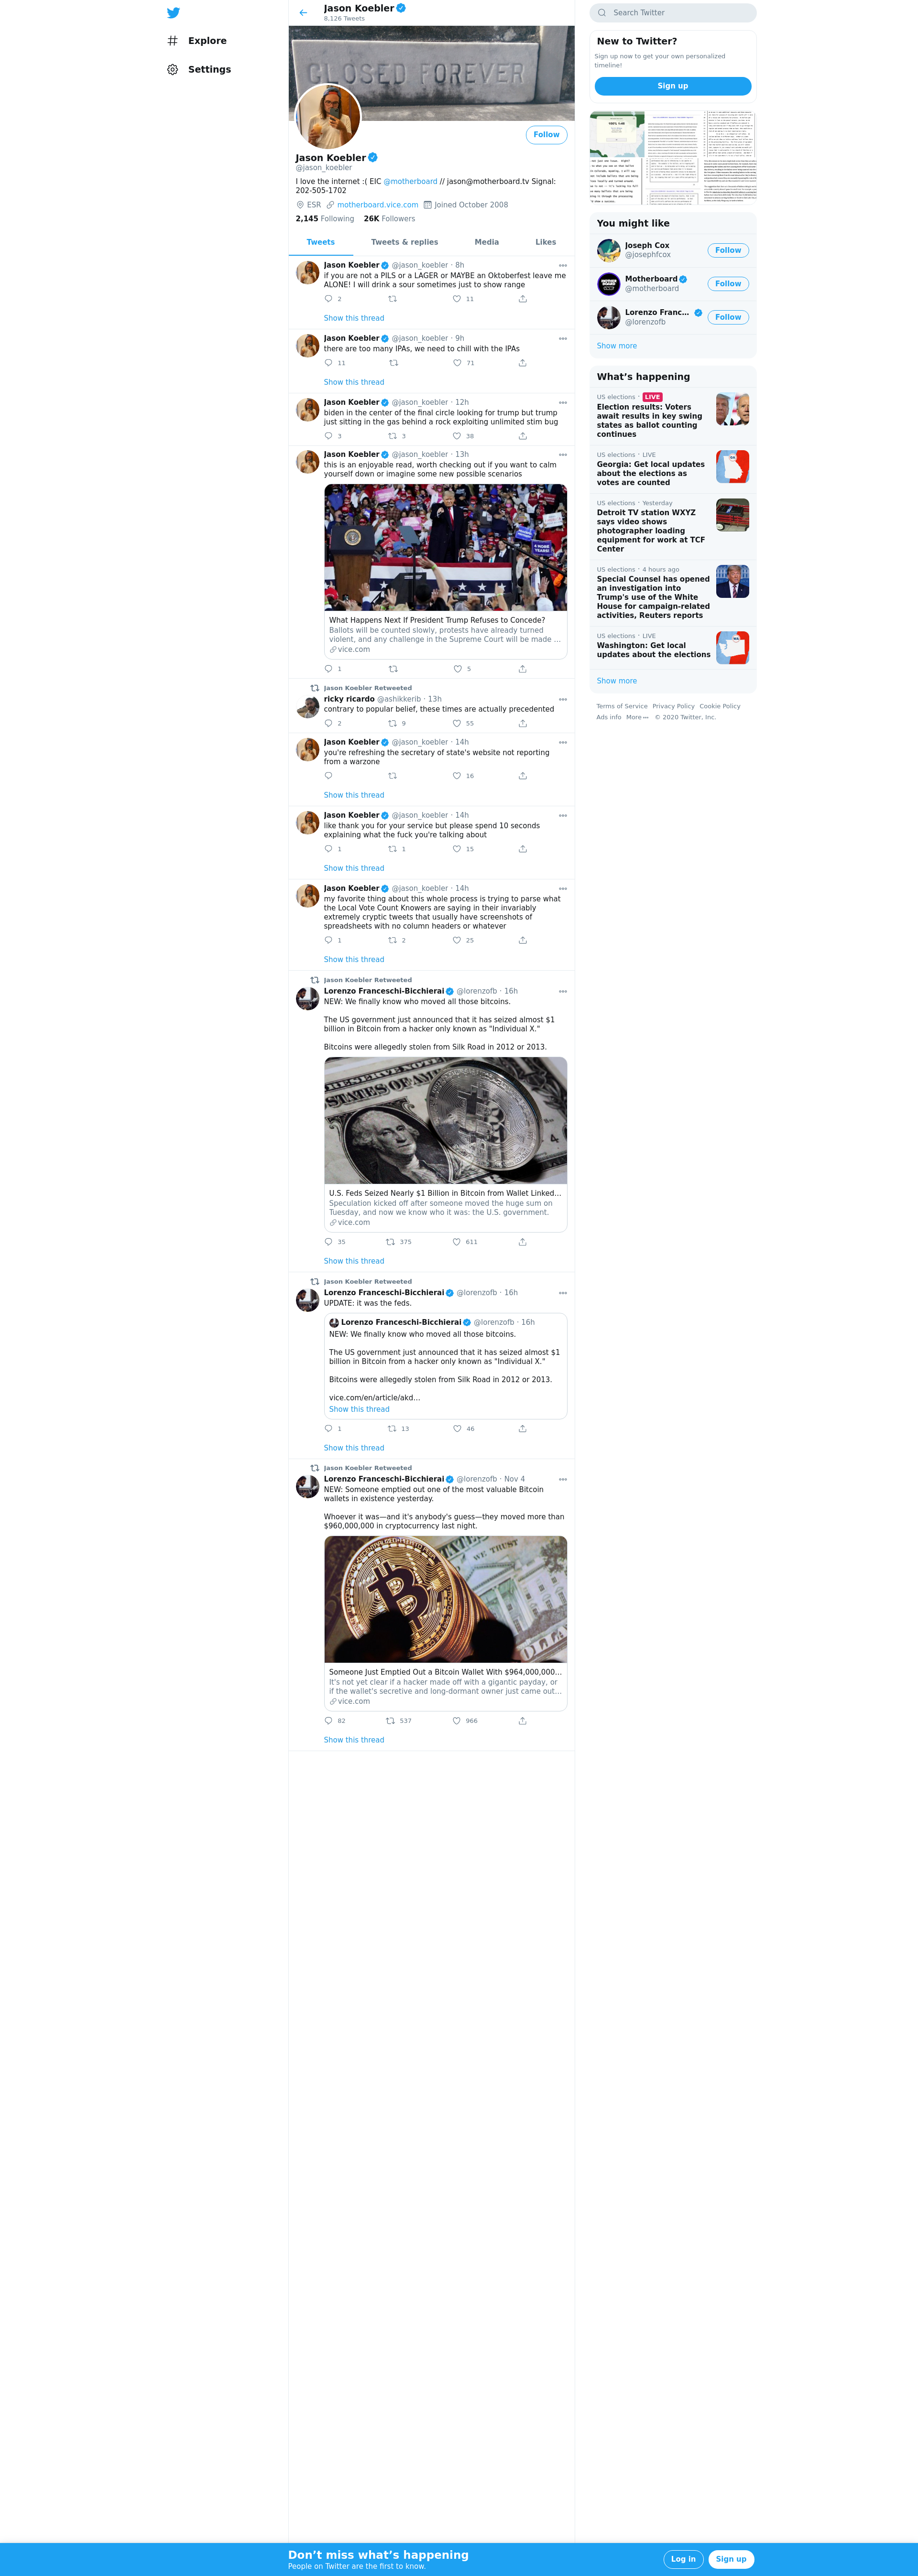 Explore
Settings
Jason Koebler
8,126 Tweets
CLOSED FOREVER
Follow
Jason Koebler
@jason_koebler
I love the internet :( EIC @motherboard // jason@motherboard.tv Signal:
202-505-1702
ESR motherboard.vice.com Joined October 2008
2,145 Following 26K Followers
Tweets Tweets & replies Media Likes
Jason Koebler @jason_koebler · 8h
if you are not a PILS or a LAGER or MAYBE an Oktoberfest leave me
ALONE! I will drink a sour sometimes just to show range
2 11
Show this thread
Jason Koebler @jason_koebler · 9h
there are too many IPAs, we need to chill with the IPAs
11 71
Show this thread
Jason Koebler @jason_koebler · 12h
biden in the center of the final circle looking for trump but trump
just sitting in the gas behind a rock exploiting unlimited stim bug
3 3 38
Jason Koebler @jason_koebler · 13h
this is an enjoyable read, worth checking out if you want to calm
yourself down or imagine some new possible scenarios
What Happens Next If President Trump Refuses to Concede?
Ballots will be counted slowly, protests have already turned
violent, and any challenge in the Supreme Court will be made ...
vice.com
1 5
Jason Koebler Retweeted
ricky ricardo @ashikkerib · 13h
contrary to popular belief, these times are actually precedented
2 9 55
Jason Koebler @jason_koebler · 14h
you're refreshing the secretary of state's website not reporting
from a warzone
16
Show this thread
Jason Koebler @jason_koebler · 14h
like thank you for your service but please spend 10 seconds
explaining what the fuck you're talking about
1 1 15
Show this thread
Jason Koebler @jason_koebler · 14h
my favorite thing about this whole process is trying to parse what
the Local Vote Count Knowers are saying in their invariably
extremely cryptic tweets that usually have screenshots of
spreadsheets with no column headers or whatever
1 2 25
Show this thread
Jason Koebler Retweeted
Lorenzo Franceschi-Bicchierai @lorenzofb · 16h
NEW: We finally know who moved all those bitcoins.
The US government just announced that it has seized almost $1
billion in Bitcoin from a hacker only known as "Individual X."
Bitcoins were allegedly stolen from Silk Road in 2012 or 2013.
U.S. Feds Seized Nearly $1 Billion in Bitcoin from Wallet Linked...
Speculation kicked off after someone moved the huge sum on
Tuesday, and now we know who it was: the U.S. government.
vice.com
35 375 611
Show this thread
Jason Koebler Retweeted
Lorenzo Franceschi-Bicchierai @lorenzofb · 16h
UPDATE: it was the feds.
Lorenzo Franceschi-Bicchierai @lorenzofb · 16h
NEW: We finally know who moved all those bitcoins.
The US government just announced that it has seized almost $1
billion in Bitcoin from a hacker only known as "Individual X."
Bitcoins were allegedly stolen from Silk Road in 2012 or 2013.
vice.com/en/article/akd…
Show this thread
1 13 46
Show this thread
Jason Koebler Retweeted
Lorenzo Franceschi-Bicchierai @lorenzofb · Nov 4
NEW: Someone emptied out one of the most valuable Bitcoin
wallets in existence yesterday.
Whoever it was—and it's anybody's guess—they moved more than
$960,000,000 in cryptocurrency last night.
Someone Just Emptied Out a Bitcoin Wallet With $964,000,000...
It's not yet clear if a hacker made off with a gigantic payday, or
if the wallet's secretive and long-dormant owner just came out...
vice.com
82 537 966
Show this thread
Search Twitter
New to Twitter?
Sign up now to get your own personalized
timeline!
Sign up
You might like
Joseph Cox
@josephfcox
Follow
Motherboard
@motherboard
Follow
Lorenzo Franc...
@lorenzofb
Follow
Show more
What's happening
US elections · LIVE
Election results: Voters
await results in key swing
states as ballot counting
continues
US elections · LIVE
Georgia: Get local updates
about the elections as
votes are counted
US elections · Yesterday
Detroit TV station WXYZ
says video shows
photographer loading
equipment for work at TCF
Center
US elections · 4 hours ago
Special Counsel has opened
an investigation into
Trump's use of the White
House for campaign-related
activities, Reuters reports
US elections · LIVE
Washington: Get local
updates about the elections
Show more
Terms of Service Privacy Policy Cookie Policy
Ads info More ··· © 2020 Twitter, Inc.
Don't miss what's happening
People on Twitter are the first to know.
Log in
Sign up